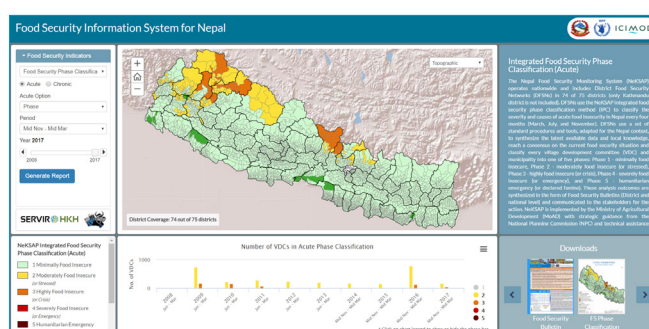 Food Security Information System for Nepal
ICIMOD
Food Security Indicators
Food Security Phase Classifica
Acute Chronic
Acute Option
Phase
Period
Mid Nov - Mid Mar
Year 2017
2000 2017
Generate Report
SERVIR HKH
+
-
Topographic
District Coverage: 74 out of 75 districts
Integrated Food Security Phase
Classification (Acute)
The Nepal Food Security Monitoring System (NeKSAP)
operates nationwide and includes District Food Security
Networks (DFSNs) in 74 of 75 districts (only Kathmandu
district is not included). DFSNs use the NeKSAP integrated food
security phase classification method (IPC) to classify the
severity and causes of acute food insecurity in Nepal every four
months (March, July, and November). DFSNs use a set of
standard procedures and tools, adapted for the Nepal context,
to synthesize the latest available data and local knowledge,
reach a consensus on the current food security situation and
classify every village development committee (VDC) and
municipality into one of five phases: Phase 1 - minimally food
insecure, Phase 2 - moderately food insecure (or stressed),
Phase 3 - highly food insecure (or crisis), Phase 4 - severely food
insecure (or emergency), and Phase 5 - humanitarian
emergency (or declared famine). These analysis outcomes are
synthesized in the form of Food Security Bulletins (District and
national level) and communicated to the stakeholders for the
action. NeKSAP is implemented by the Ministry of Agricultural
Development (MoAD) with strategic guidance from the
National Planning Commission (NPC) and technical assistance
NeKSAP Integrated Food Security
Phase Classification (Acute)
1 Minimally Food Insecure
2 Moderately Food Insecure
(or Stressed)
3 Highly Food Insecure
(or Crisis)
4 Severely Food Insecure
(or Emergency)
5 Humanitarian Emergency
Number of VDCs in Acute Phase Classification
No. of VDCs
1000
0
2008
2009
2010
2011
2012
2013
2014
2015
2016
2017
1
2
3
4
5
Downloads
Food Security
Bulletin
FS Phase
Classification